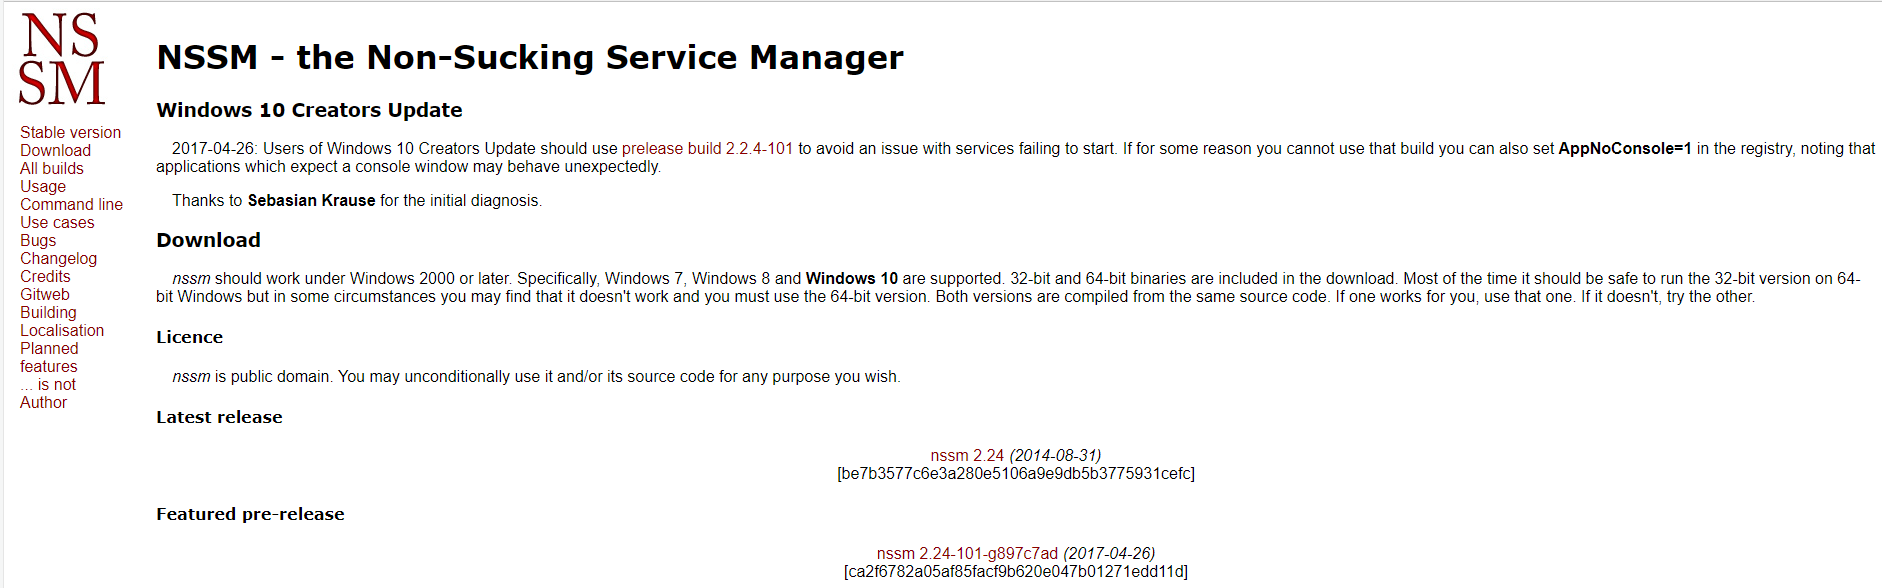 NS
SM
Stable version
Download
All builds
Usage
Command line
Use cases
Bugs
Changelog
Credits
Gitweb
Building
Localisation
Planned
features
... is not
Author
NSSM - the Non-Sucking Service Manager
Windows 10 Creators Update
2017-04-26: Users of Windows 10 Creators Update should use prelease build 2.2.4-101 to avoid an issue with services failing to start. If for some reason you cannot use that build you can also set AppNoConsole=1 in the registry, noting that
applications which expect a console window may behave unexpectedly.
Thanks to Sebasian Krause for the initial diagnosis.
Download
nssm should work under Windows 2000 or later. Specifically, Windows 7, Windows 8 and Windows 10 are supported. 32-bit and 64-bit binaries are included in the download. Most of the time it should be safe to run the 32-bit version on 64-
bit Windows but in some circumstances you may find that it doesn't work and you must use the 64-bit version. Both versions are compiled from the same source code. If one works for you, use that one. If it doesn't, try the other.
Licence
nssm is public domain. You may unconditionally use it and/or its source code for any purpose you wish.
Latest release
nssm 2.24 (2014-08-31)
[be7b3577c6e3a280e5106a9e9db5b3775931cefc]
Featured pre-release
nssm 2.24-101-g897c7ad (2017-04-26)
[ca2f6782a05af85facf9b620e047b01271edd11d]